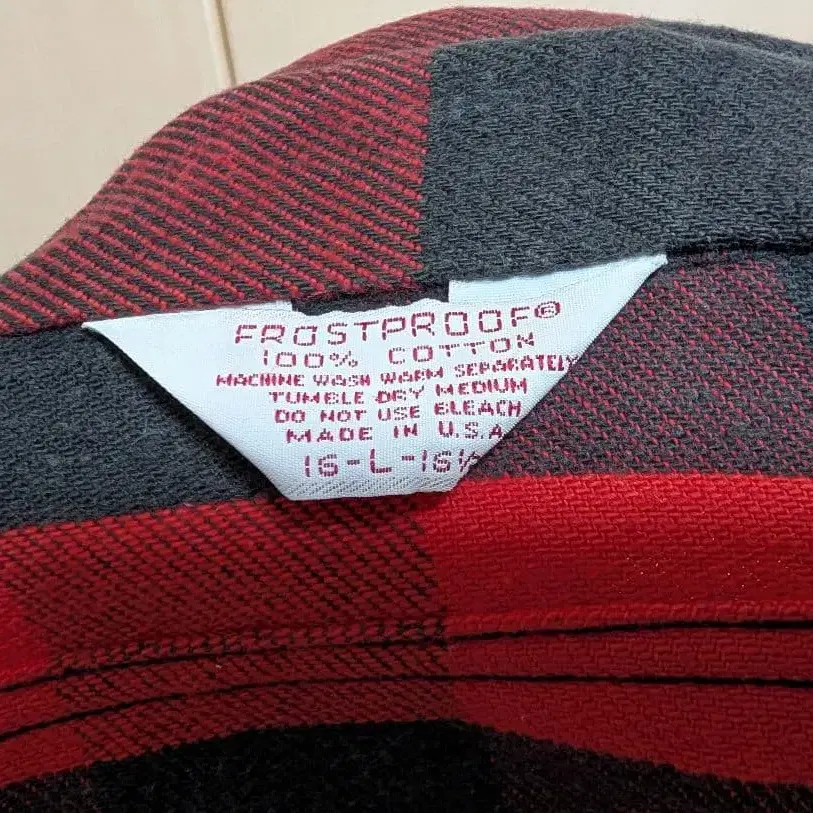 FROSTPROOF®
100% COTTON
MACHINE WASH WARM SEPARATELY
TUMBLE DRY MEDIUM
DO NOT USE BLEACH
MADE IN U.S.A
16-L-16½